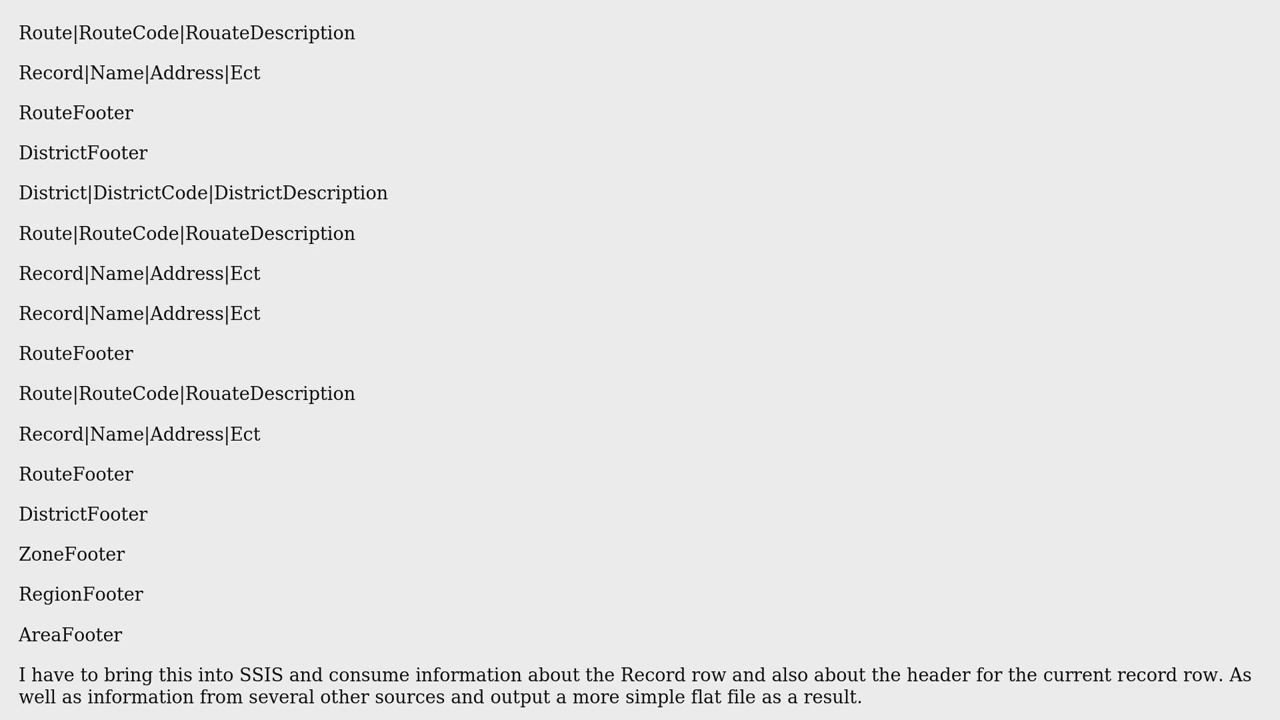 Route|RouteCode|RouateDescription
Record|Name|Address|Ect
RouteFooter
DistrictFooter
District|DistrictCode|DistrictDescription
Route|RouteCode|RouateDescription
Record|Name|Address|Ect
Record|Name|Address|Ect
RouteFooter
Route|RouteCode|RouateDescription
Record|Name|Address|Ect
RouteFooter
DistrictFooter
ZoneFooter
RegionFooter
AreaFooter
I have to bring this into SSIS and consume information about the Record row and also about the header for the current record row. As
well as information from several other sources and output a more simple flat file as a result.